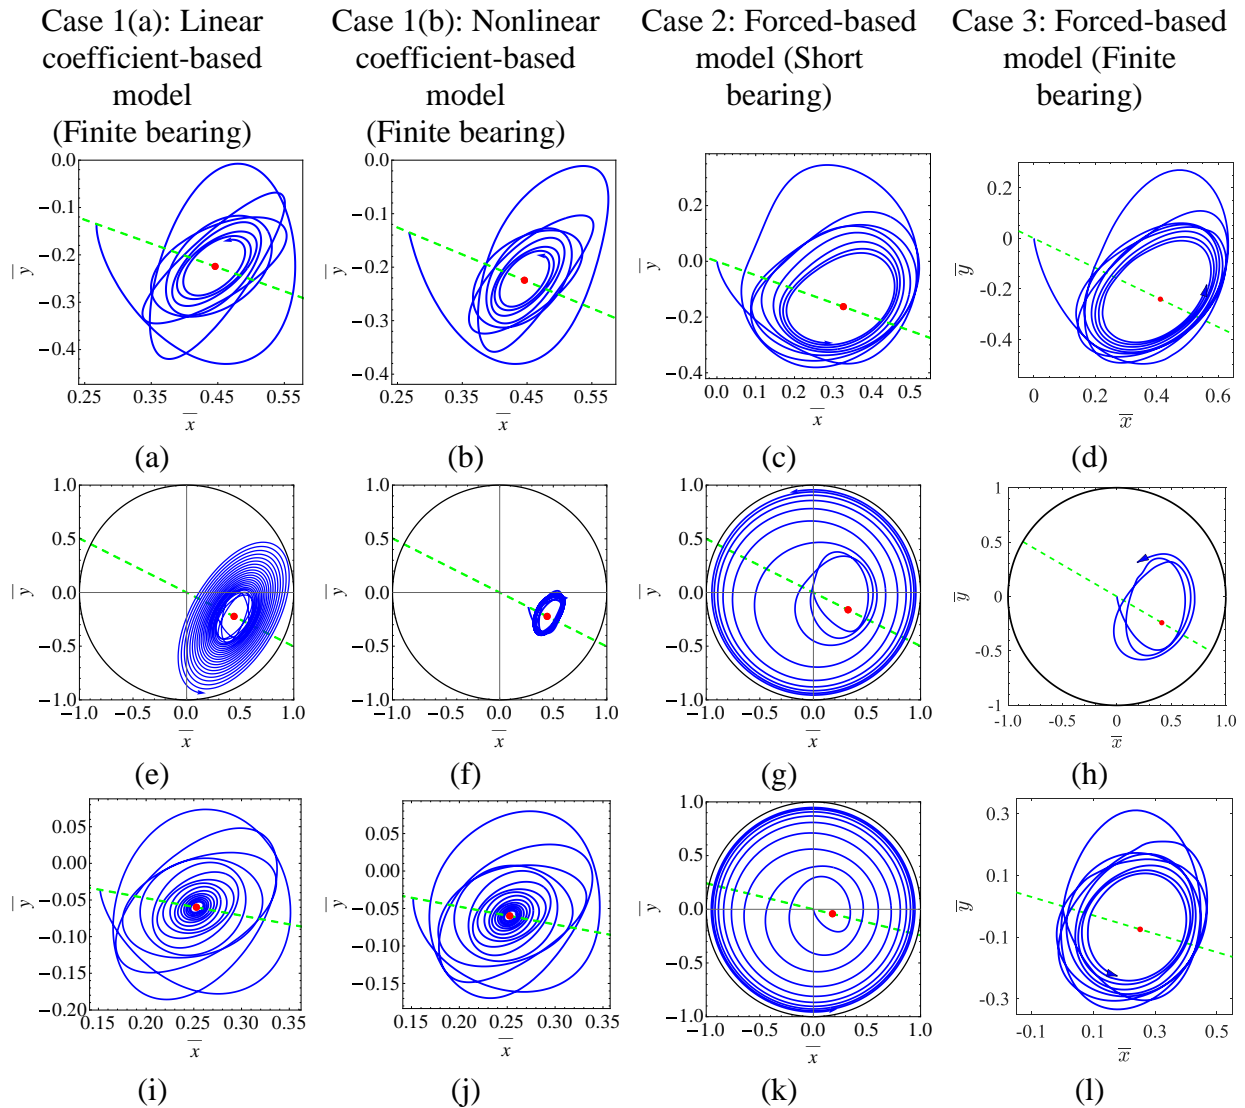 Case 1(a): Linear
coefficient-based
model
(Finite bearing)
Case 1(b): Nonlinear
coefficient-based
model
(Finite bearing)
Case 2: Forced-based
model (Short
bearing)
Case 3: Forced-based
model (Finite
bearing)
0.0
−0.1
−0.2
−0.3
−0.4
y
0.25 0.35 0.45 0.55
x
(a)
0.0
−0.1
−0.2
−0.3
−0.4
y
0.25 0.35 0.45 0.55
x
(b)
0.2
0.0
−0.2
−0.4
y
0.0 0.1 0.2 0.3 0.4 0.5
x
(c)
0.2
0
-0.2
-0.4
y
0 0.2 0.4 0.6
x
(d)
1.0
0.5
0.0
−0.5
−1.0
y
−1.0 −0.5 0.0 0.5 1.0
x
(e)
1.0
0.5
0.0
−0.5
−1.0
y
−1.0 −0.5 0.0 0.5 1.0
x
(f)
1.0
0.5
0.0
−0.5
−1.0
y
−1.0 −0.5 0.0 0.5 1.0
x
(g)
1
0.5
0
-0.5
-1
y
-1.0 -0.5 0 0.5 1.0
x
(h)
0.05
0.00
−0.05
−0.10
−0.15
−0.20
y
0.15 0.20 0.25 0.30 0.35
x
(i)
0.05
0.00
−0.05
−0.10
−0.15
y
0.15 0.20 0.25 0.30 0.35
x
(j)
1.0
0.5
0.0
−0.5
−1.0
y
−1.0 −0.5 0.0 0.5 1.0
x
(k)
0.3
0.1
-0.1
-0.3
y
-0.1 0.1 0.3 0.5
x
(l)